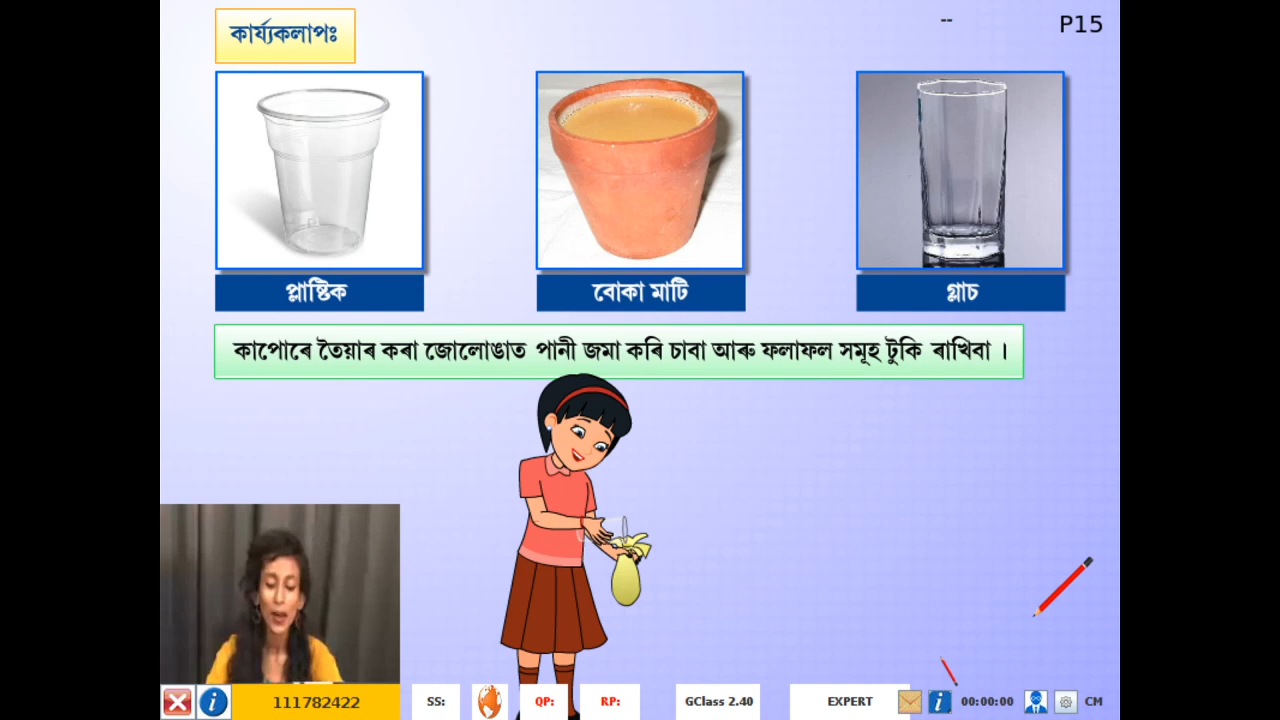 কাৰ্য্যকলাপঃ
--
P15
প্লাষ্টিক
বোকা মাটি
গ্লাচ
কাপোৰে তৈয়াৰ কৰা জোলোঙাত পানী জমা কৰি চাবা আৰু ফলাফল সমূহ টুকি ৰাখিবা ।
111782422
SS:
QP:
RP:
GClass 2.40
EXPERT
00:00:00
CM